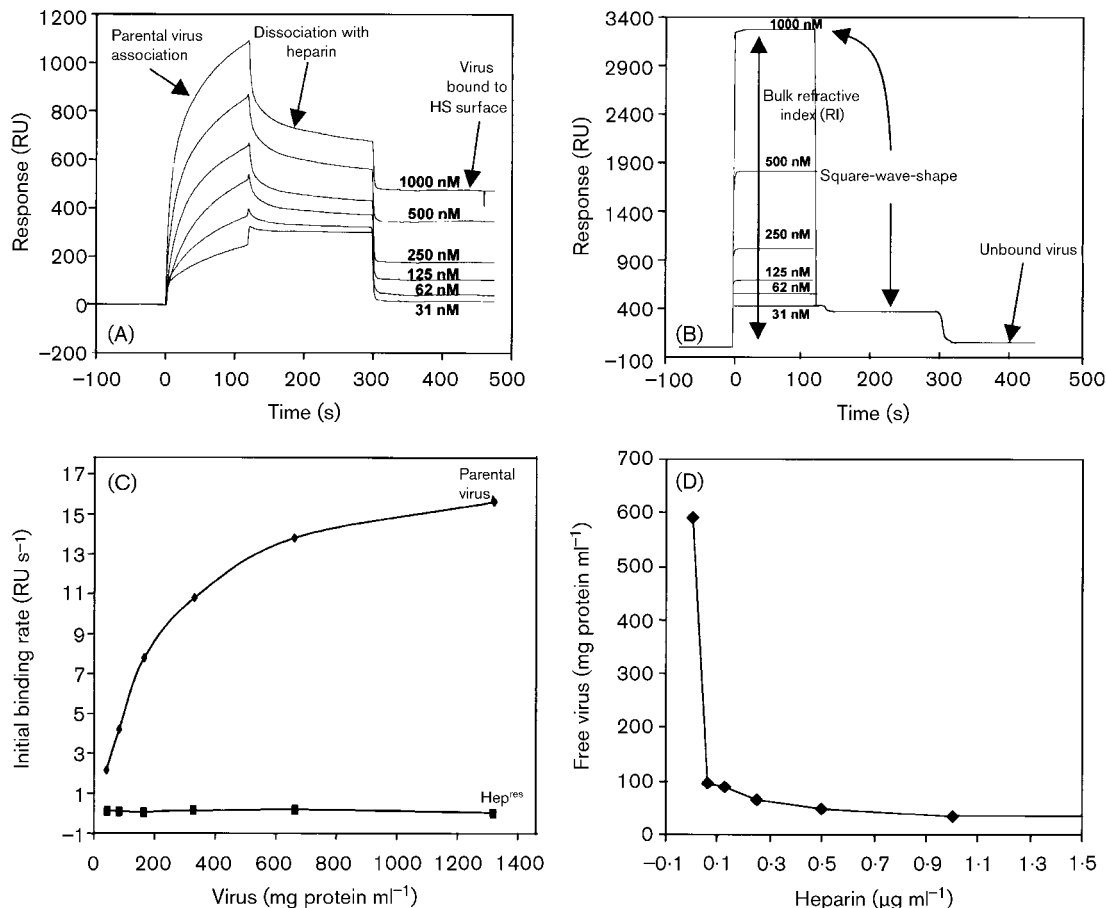 (A)
Response (RU)
1200
1000
800
600
400
200
0
−200
Parental virus
association
Dissociation with
heparin
Virus
bound to
HS surface
1000 nM
500 nM
250 nM
125 nM
62 nM
31 nM
−100
0
100
200
300
400
500
Time (s)
(B)
Response (RU)
3400
2900
2400
1900
1400
900
400
−100
1000 nM
Bulk refractive
index (RI)
500 nM
Square-wave-shape
250 nM
125 nM
62 nM
31 nM
Unbound virus
−100
0
100
200
300
400
500
Time (s)
(C)
Initial binding rate (RU s−1)
17
15
13
11
9
7
5
3
1
−1
Parental
virus
Hepres
0
200
400
600
800
1000
1200
1400
Virus (mg protein ml−1)
(D)
Free virus (mg protein ml−1)
700
600
500
400
300
200
100
0
−0·1
0·1
0·3
0·5
0·7
0·9
1·1
1·3
1·5
Heparin (μg ml−1)